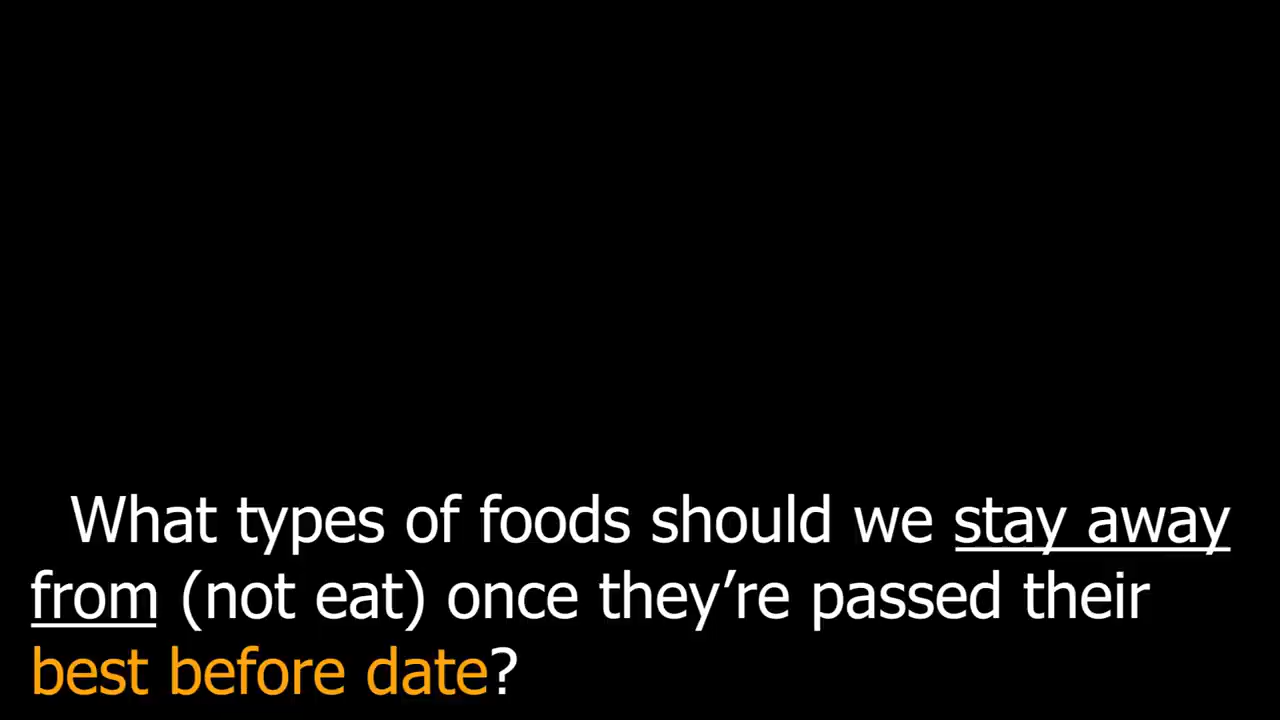 What types of foods should we stay away
from (not eat) once they’re passed their
best before date?